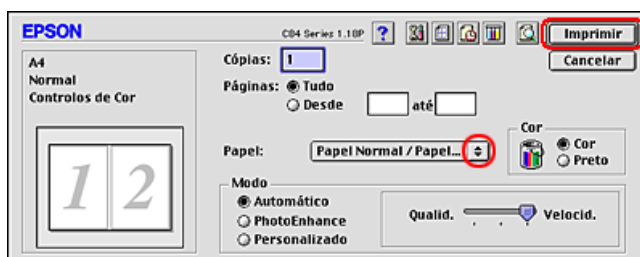 EPSON
C84 Series 1.10P
?
Imprimir
Cancelar
A4
Normal
Controlos de Cor
1 2
Cópias: 1
Páginas: Tudo
Desde até
Papel: Papel Normal / Papel...
Cor
Cor
Preto
Modo
Automático
PhotoEnhance
Personalizado
Qualid. Velocid.